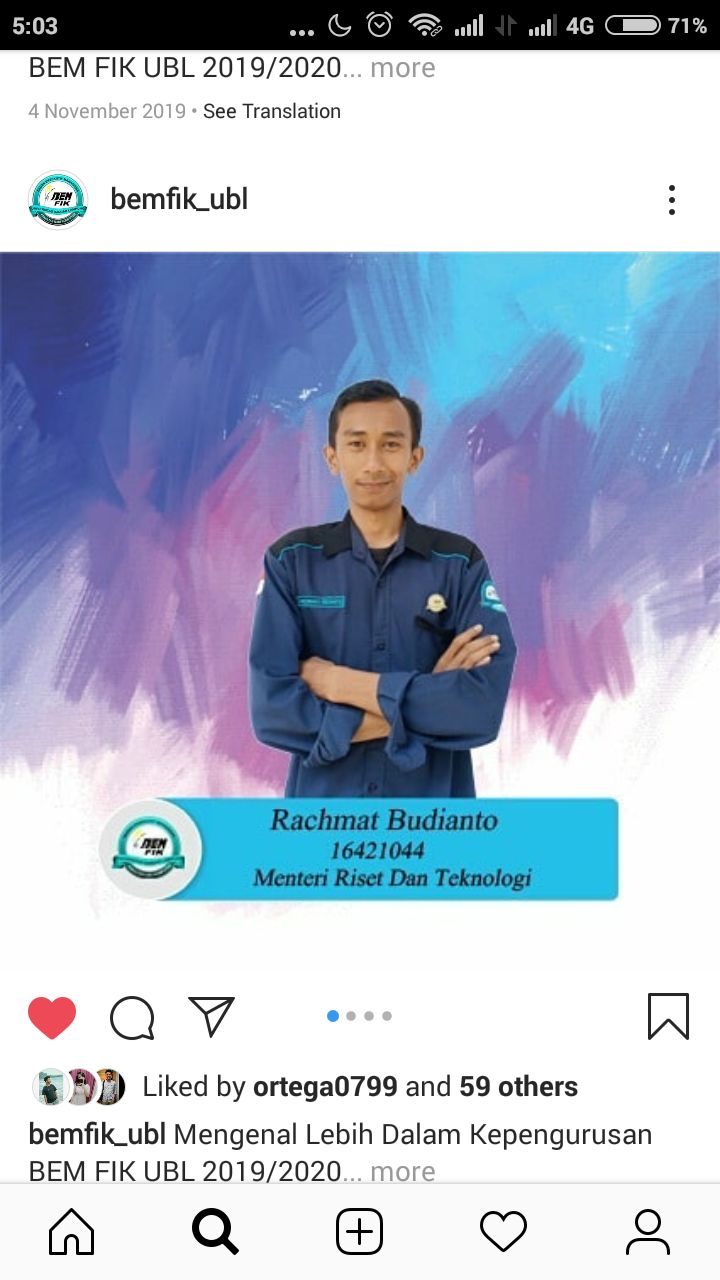 5:03
4G
71%
BEM FIK UBL 2019/2020... more
4 November 2019 • See Translation
BEM
FIK
bemfik_ubl
Rachmat Budianto
16421044
Menteri Riset Dan Teknologi
BEM
FIK
Liked by ortega0799 and 59 others
bemfik_ubl Mengenal Lebih Dalam Kepengurusan
BEM FIK UBL 2019/2020... more